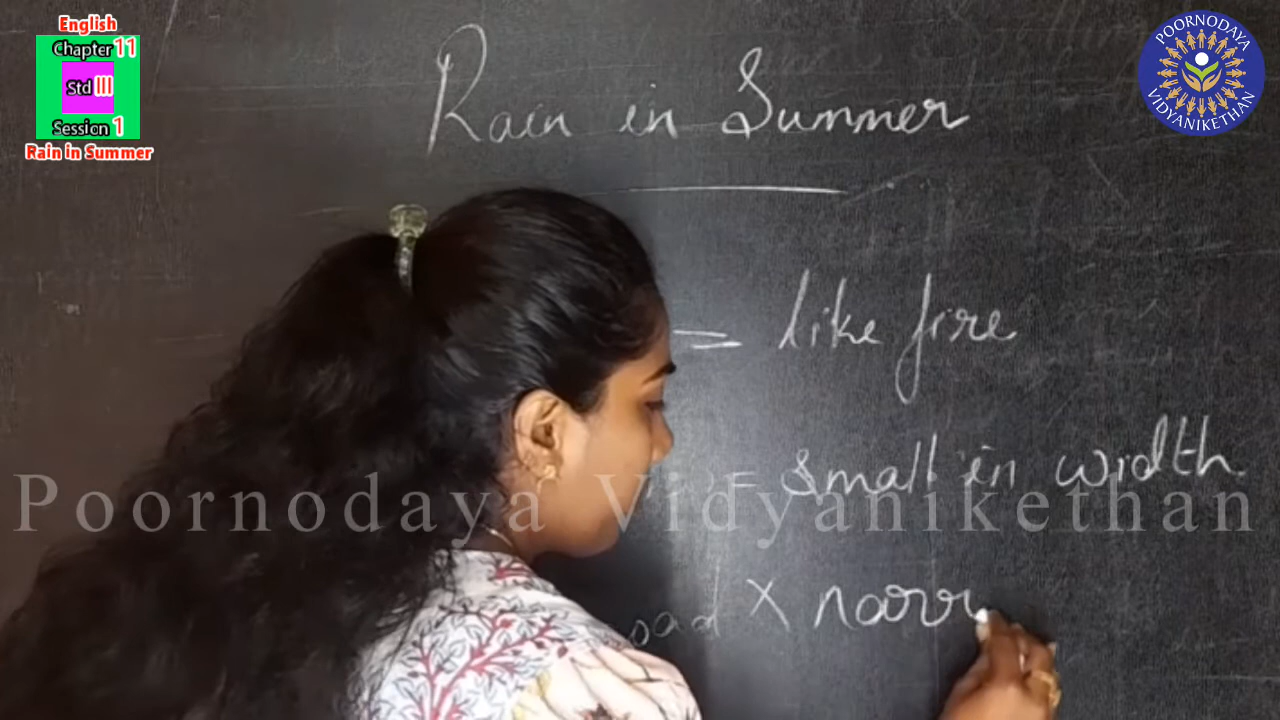 English
Chapter 11
Std III
Session 1
Rain in Summer
POORNODAYA
VIDYANIKETHAN
Rain in Summer
= like fire
= small in width
Poornodaya Vidyanikethan
oad X narr